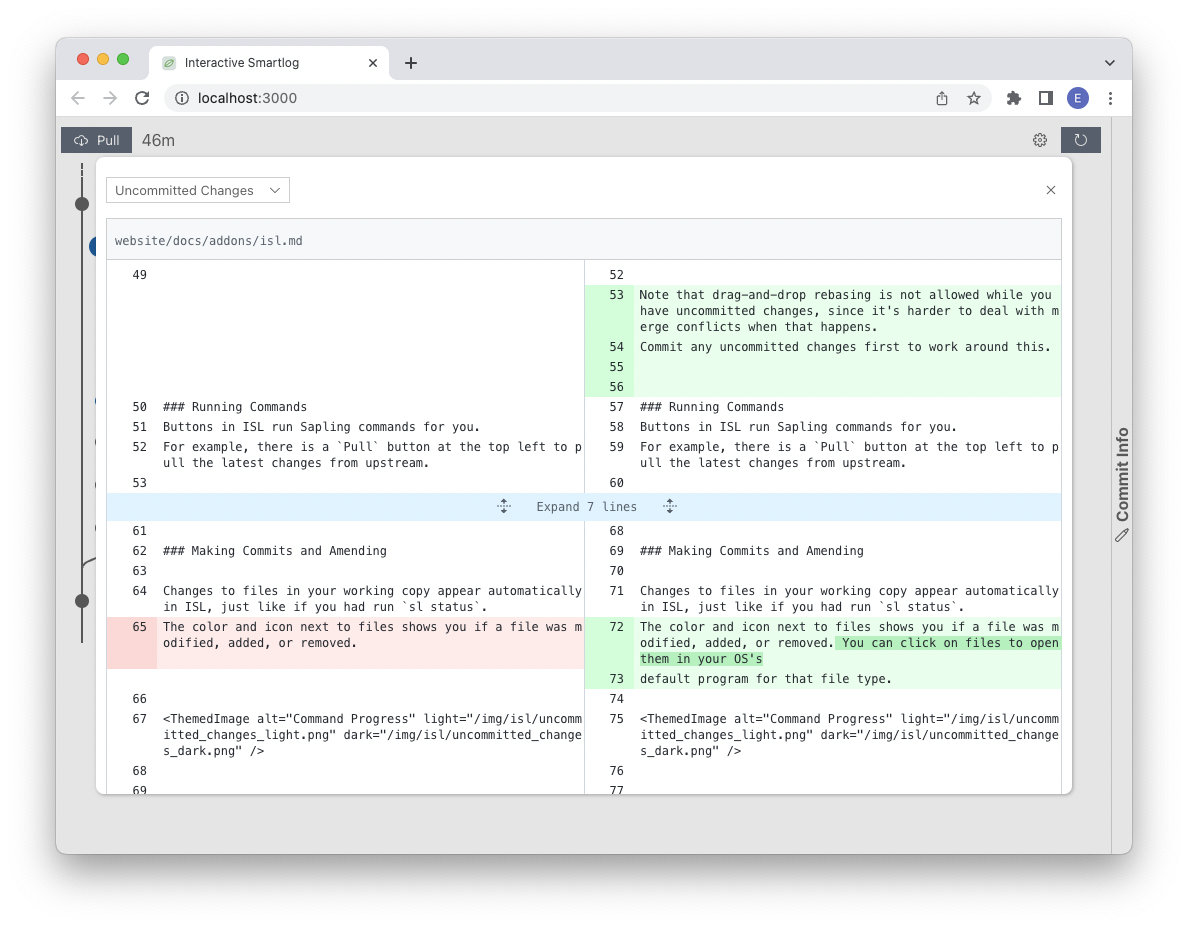 Interactive Smartlog
localhost:3000
E
Pull 46m
Uncommitted Changes
website/docs/addons/isl.md
49 52
53 Note that drag-and-drop rebasing is not allowed while you
have uncommitted changes, since it's harder to deal with m
erge conflicts when that happens.
54 Commit any uncommitted changes first to work around this.
55
56
50 ### Running Commands 57 ### Running Commands
51 Buttons in ISL run Sapling commands for you. 58 Buttons in ISL run Sapling commands for you.
52 For example, there is a `Pull` button at the top left to p 59 For example, there is a `Pull` button at the top left to p
ull the latest changes from upstream. ull the latest changes from upstream.
53 60
Expand 7 lines
61 68
62 ### Making Commits and Amending 69 ### Making Commits and Amending
63 70
64 Changes to files in your working copy appear automatically 71 Changes to files in your working copy appear automatically
in ISL, just like if you had run `sl status`. in ISL, just like if you had run `sl status`.
65 The color and icon next to files shows you if a file was m 72 The color and icon next to files shows you if a file was m
odified, added, or removed. odified, added, or removed. You can click on files to open
them in your OS's
73 default program for that file type.
66 74
67 <ThemedImage alt="Command Progress" light="/img/isl/uncomm 75 <ThemedImage alt="Command Progress" light="/img/isl/uncomm
itted_changes_light.png" dark="/img/isl/uncommitted_change itted_changes_light.png" dark="/img/isl/uncommitted_change
s_dark.png" /> s_dark.png" />
68 76
69 77
Commit Info